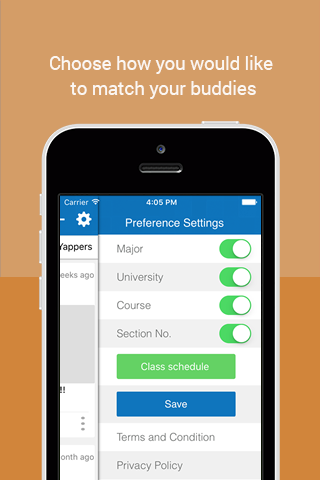 Choose how you would like
to match your buddies
Carrier 4:05 PM
Preference Settings
Yappers
Major
eeks ago
University
Course
Section No.
Class schedule
!!
Save
Terms and Condition
onth ago
Privacy Policy